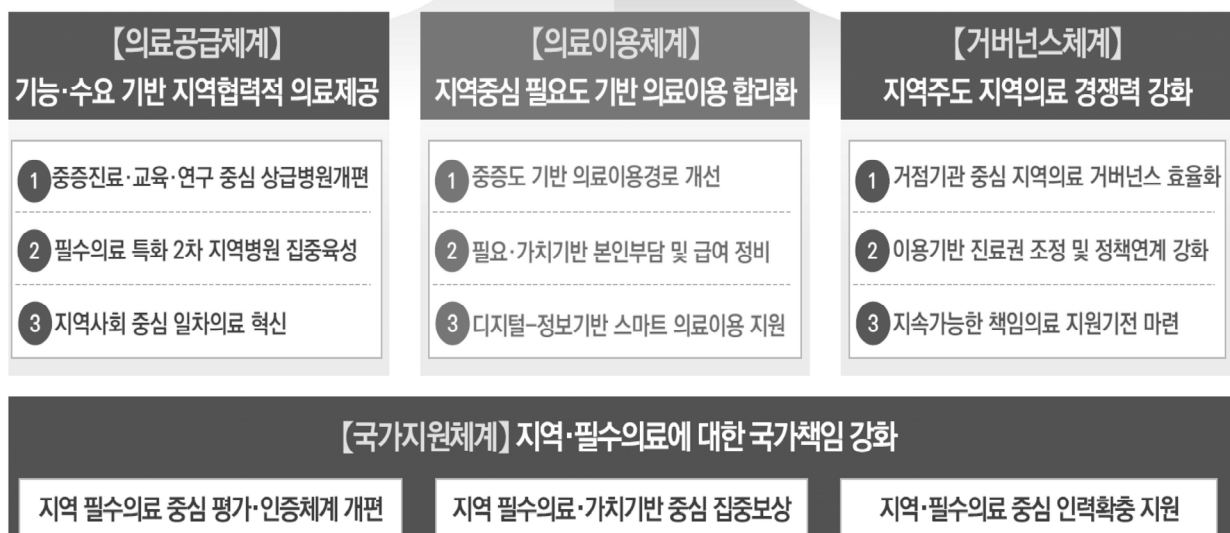 【의료공급체계】
기능·수요 기반 지역협력적 의료제공
1 중증진료·교육·연구 중심 상급병원개편
2 필수의료 특화 2차 지역병원 집중육성
3 지역사회 중심 일차의료 혁신
【의료이용체계】
지역중심 필요도 기반 의료이용 합리화
1 중증도 기반 의료이용경로 개선
2 필요·가치기반 본인부담 및 급여 정비
3 디지털-정보기반 스마트 의료이용 지원
【거버넌스체계】
지역주도 지역의료 경쟁력 강화
1 거점기관 중심 지역의료 거버넌스 효율화
2 이용기반 진료권 조정 및 정책연계 강화
3 지속가능한 책임의료 지원기전 마련
【국가지원체계】 지역·필수의료에 대한 국가책임 강화
지역 필수의료 중심 평가·인증체계 개편
지역 필수의료·가치기반 중심 집중보상
지역·필수의료 중심 인력확충 지원